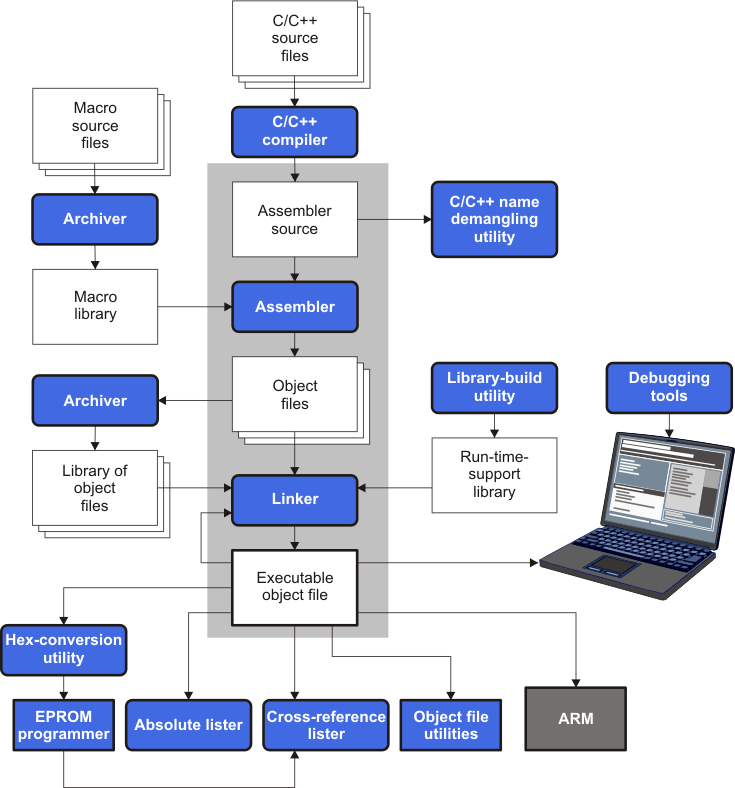 C/C++
source
files
Macro
source
files
C/C++
compiler
Archiver
Assembler
source
C/C++ name
demangling
utility
Macro
library
Assembler
Archiver
Object
files
Library-build
utility
Debugging
tools
Library of
object
files
Linker
Run-time-
support
library
Executable
object file
Hex-conversion
utility
EPROM
programmer
Absolute lister
Cross-reference
lister
Object file
utilities
ARM